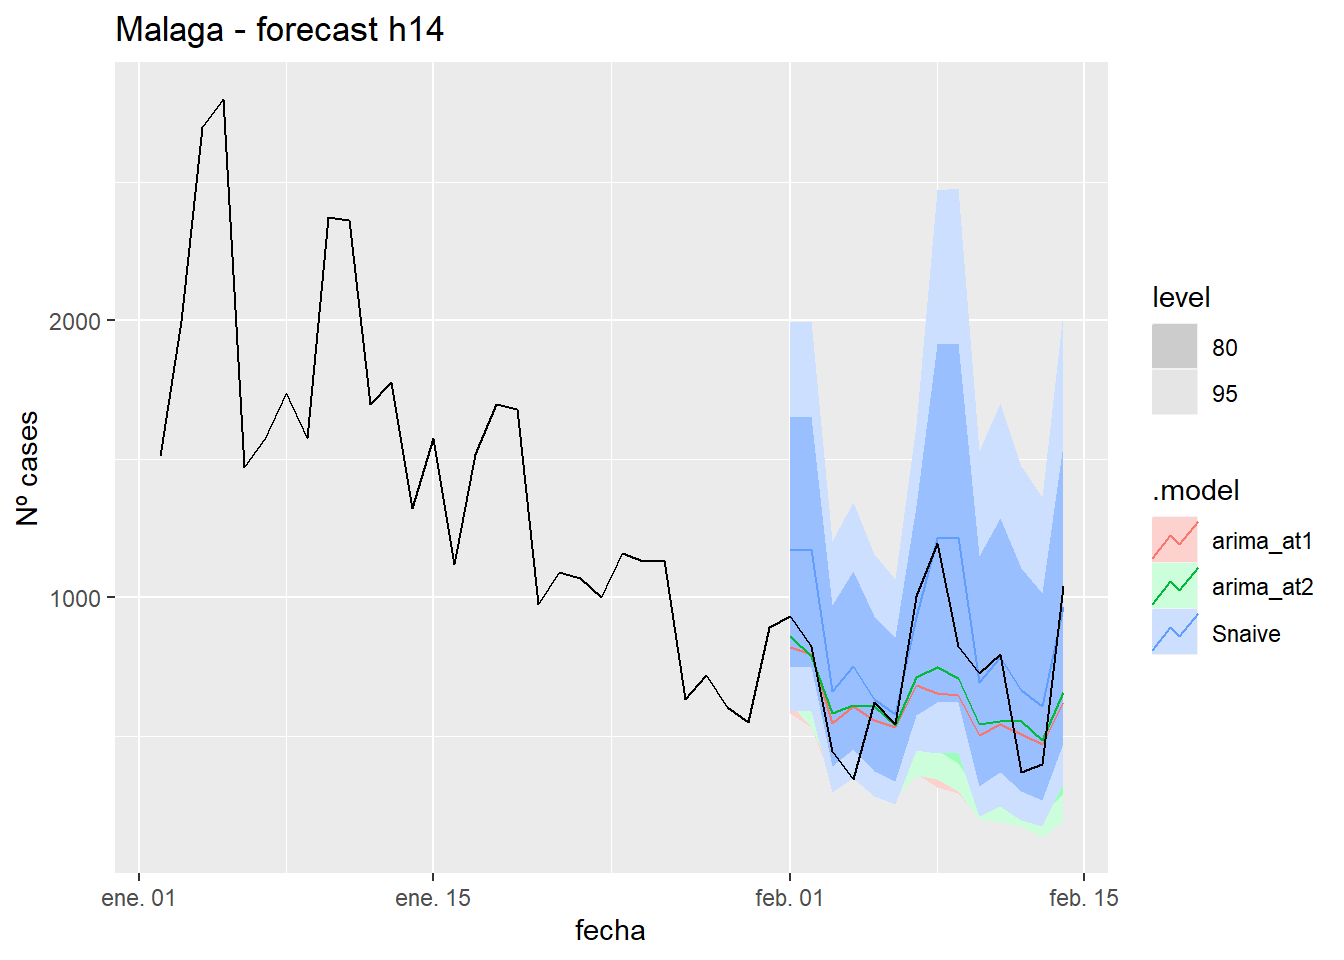 Malaga - forecast h14
Nº cases
2000
1000
ene. 01
ene. 15
feb. 01
feb. 15
fecha
level
80
95
.model
arima_at1
arima_at2
Snaive